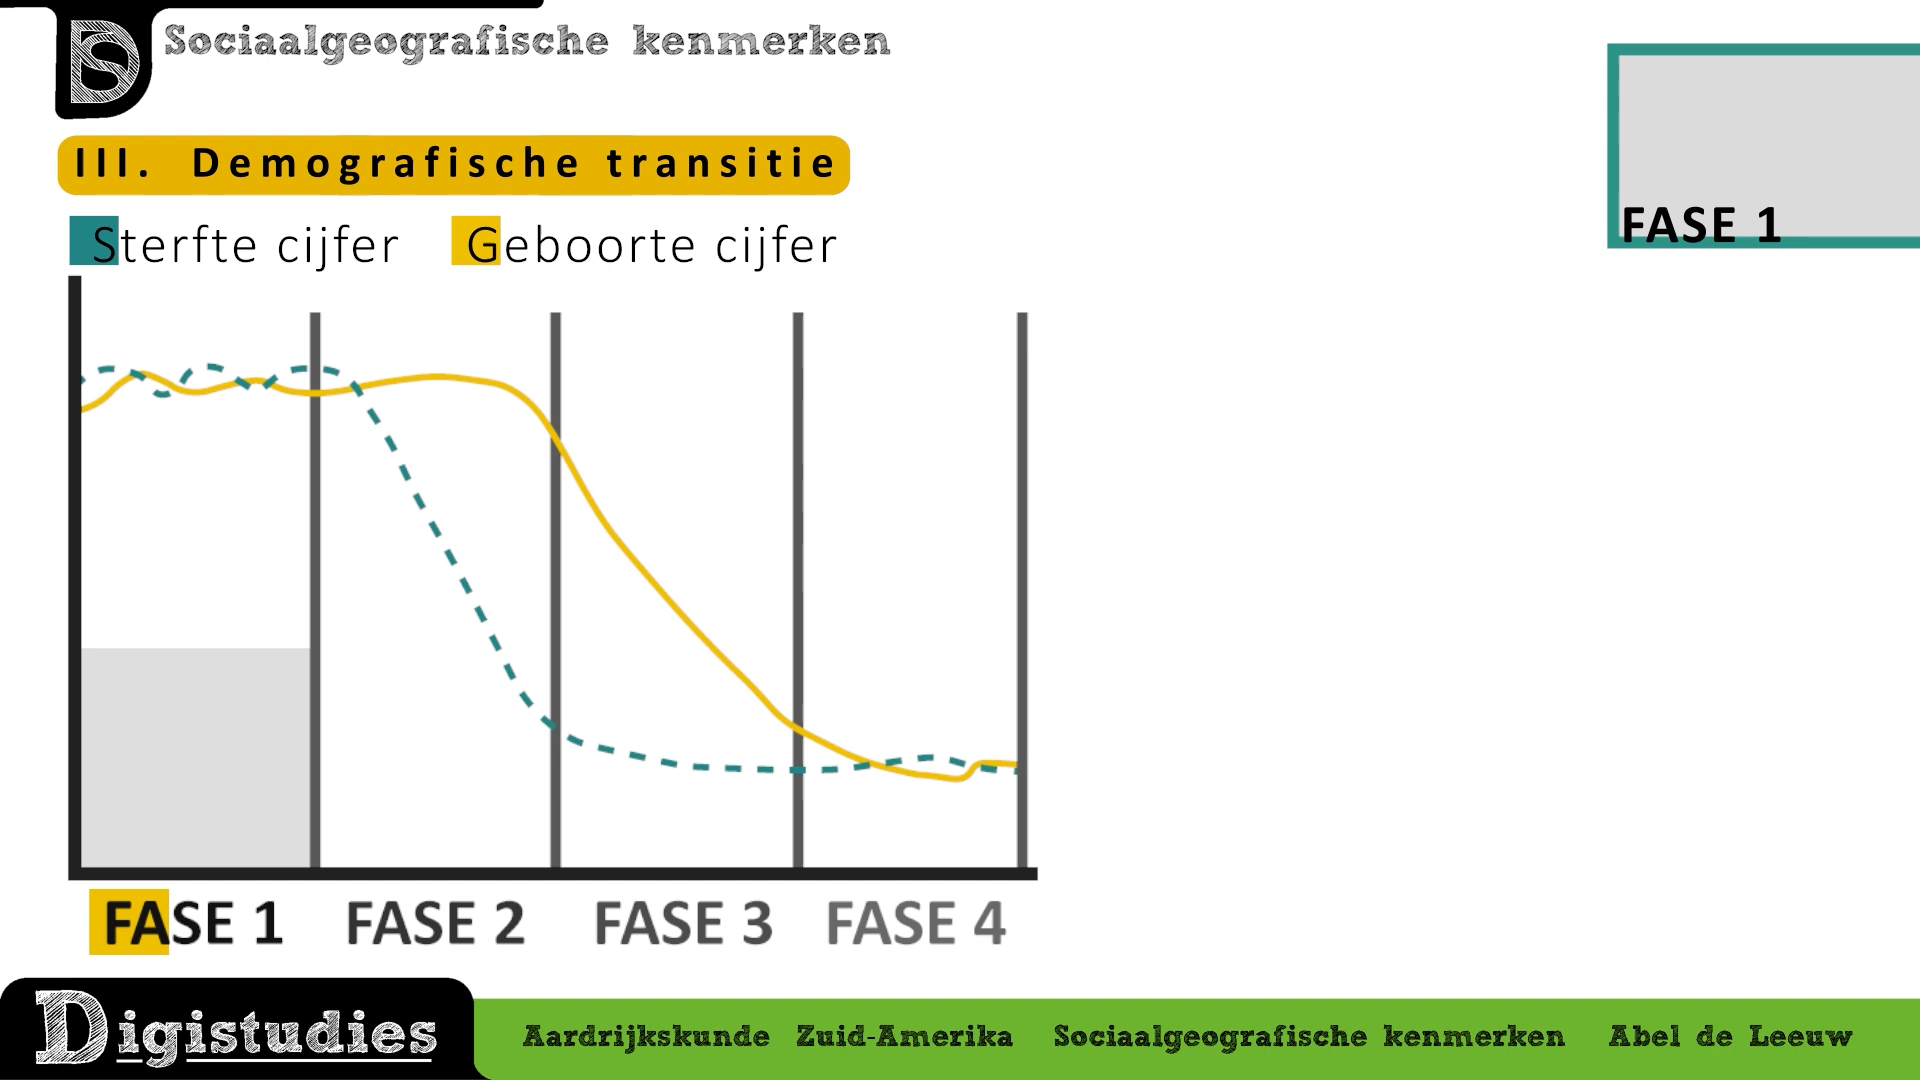 DS Sociaalgeografische kenmerken
III. Demografische transitie
Sterfte cijfer Geboorte cijfer
FASE 1
FASE 1 FASE 2 FASE 3 FASE 4
Digistudies Aardrijkskunde Zuid-Amerika Sociaalgeografische kenmerken Abel de Leeuw